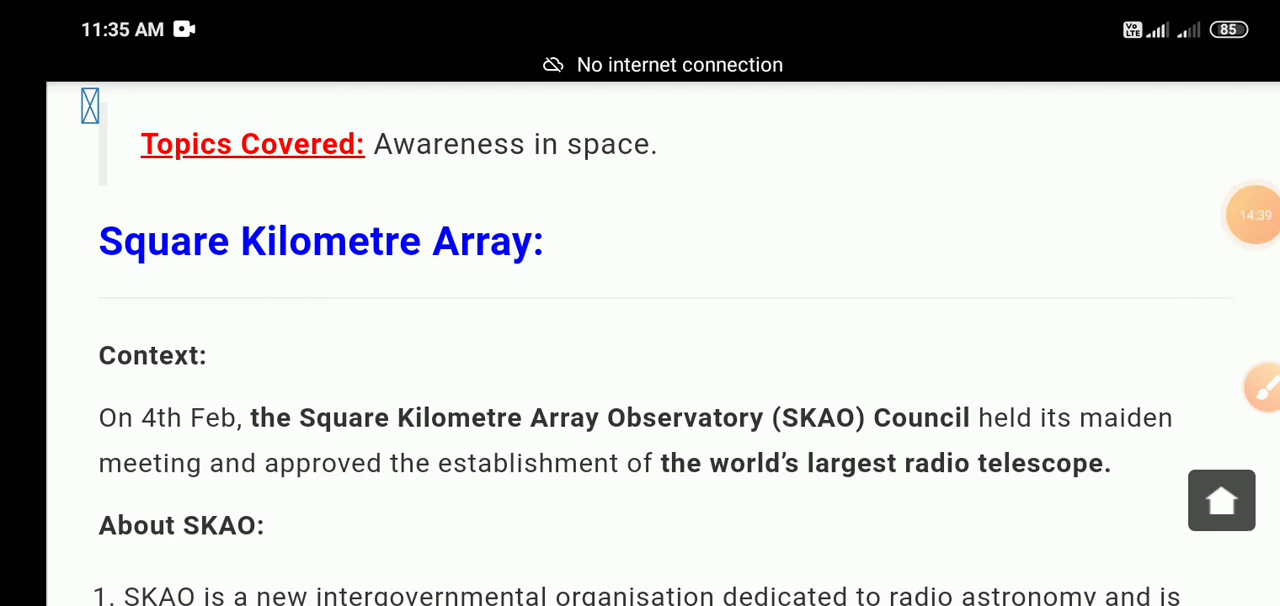 11:35 AM
Vo LTE
85
No internet connection
Topics Covered: Awareness in space.
14:39
Square Kilometre Array:
Context:
On 4th Feb, the Square Kilometre Array Observatory (SKAO) Council held its maiden
meeting and approved the establishment of the world’s largest radio telescope.
About SKAO:
1. SKAO is a new intergovernmental organisation dedicated to radio astronomy and is